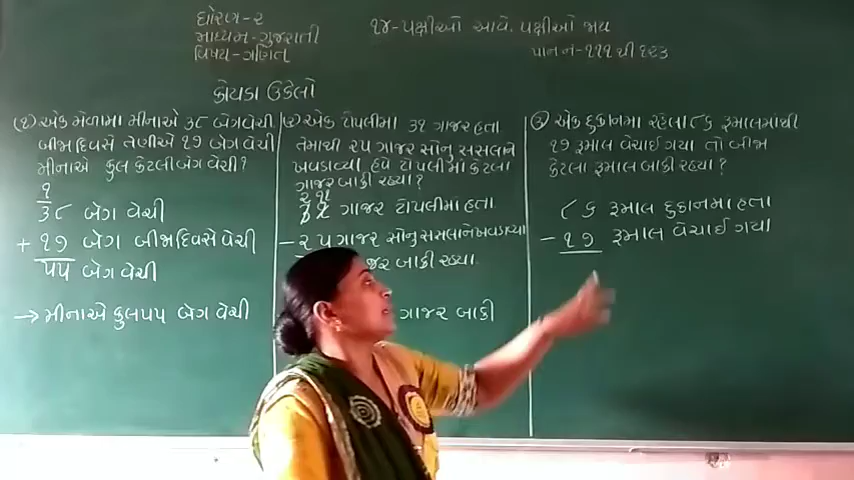 ધોરણ-૨
માધ્યમ-ગુજરાતી
વિષય-ગણિત
૧૪-પક્ષીઓ આવે. પક્ષીઓ જાય
પાન નં-૧૧૧ થી ૧૨૩
કોયડા ઉકેલો
(૧) એક મેળામા મીનાએ ૩૮ બેગ વેચી
બીજા દિવસે તેણીએ ૧૭ બેગ વેચી
મીનાએ કુલ કેટલી બેગ વેચી?
૧
૩૮ બેગ વેચી
+ ૧૭ બેગ બીજા દિવસે વેચી
૫૫ બેગ વેચી
→ મીનાએ કુલ ૫૫ બેગ વેચી
એક ટોપલીમા ૩૧ ગાજર હતા
તેમાથી ૨૫ ગાજર સોનુ સસલાને
ખવડાવ્યા. હવે ટોપલીમા કેટલા
ગાજર બાકી રહ્યા?
૨ ૧૧
ગાજર ટોપલીમા હતા
– ૨૫ ગાજર સોનુ સસલાને ખવડાવ્યા
જર બાકી રહ્યા.
ગાજર બાકી
(૩) એક દુકાનમા રહેલા ૮૬ રૂમાલમાથી
૧૭ રૂમાલ વેચાઈ ગયા તો બીજા
કેટલા રૂમાલ બાકી રહ્યા?
૮૬ રૂમાલ દુકાનમા હતા
– ૧૭ રૂમાલ વેચાઈ ગયા